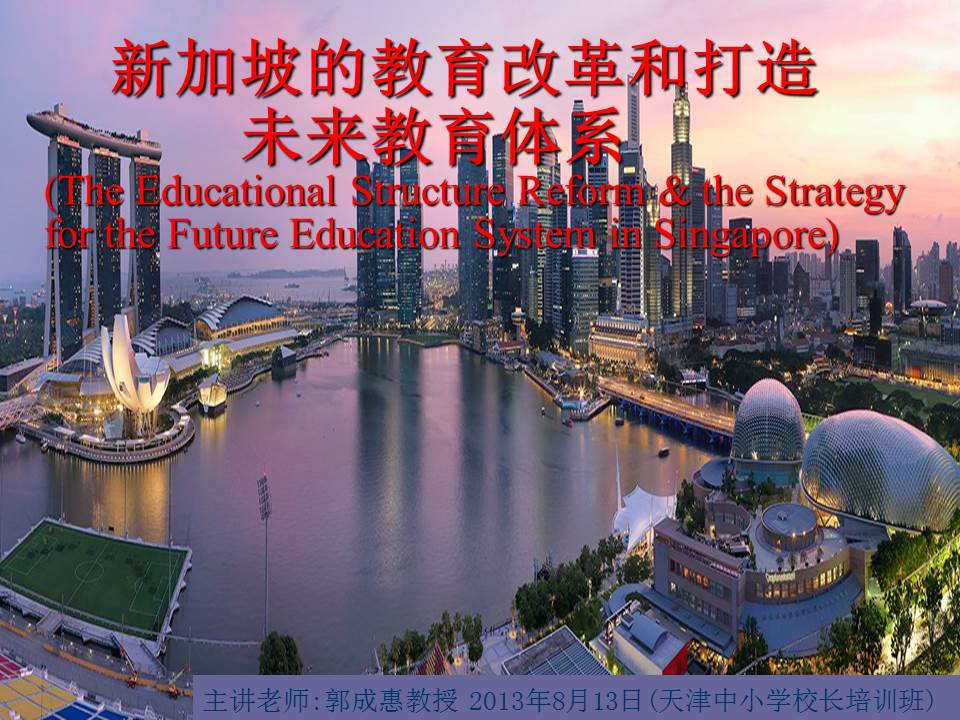 新加坡的教育改革和打造
未来教育体系
(The Educational Structure Reform & the Strategy
for the Future Education System in Singapore)
主讲老师:郭成惠教授 2013年8月13日(天津中小学校长培训班)